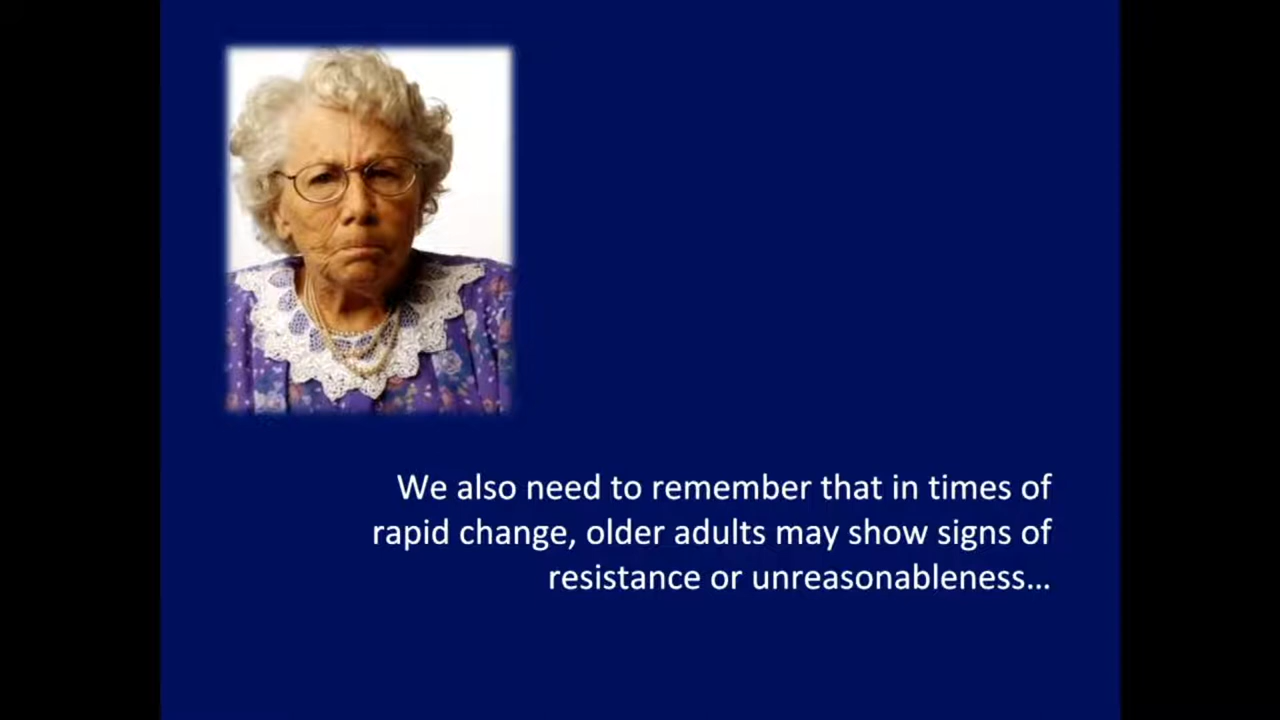 We also need to remember that in times of
rapid change, older adults may show signs of
resistance or unreasonableness...